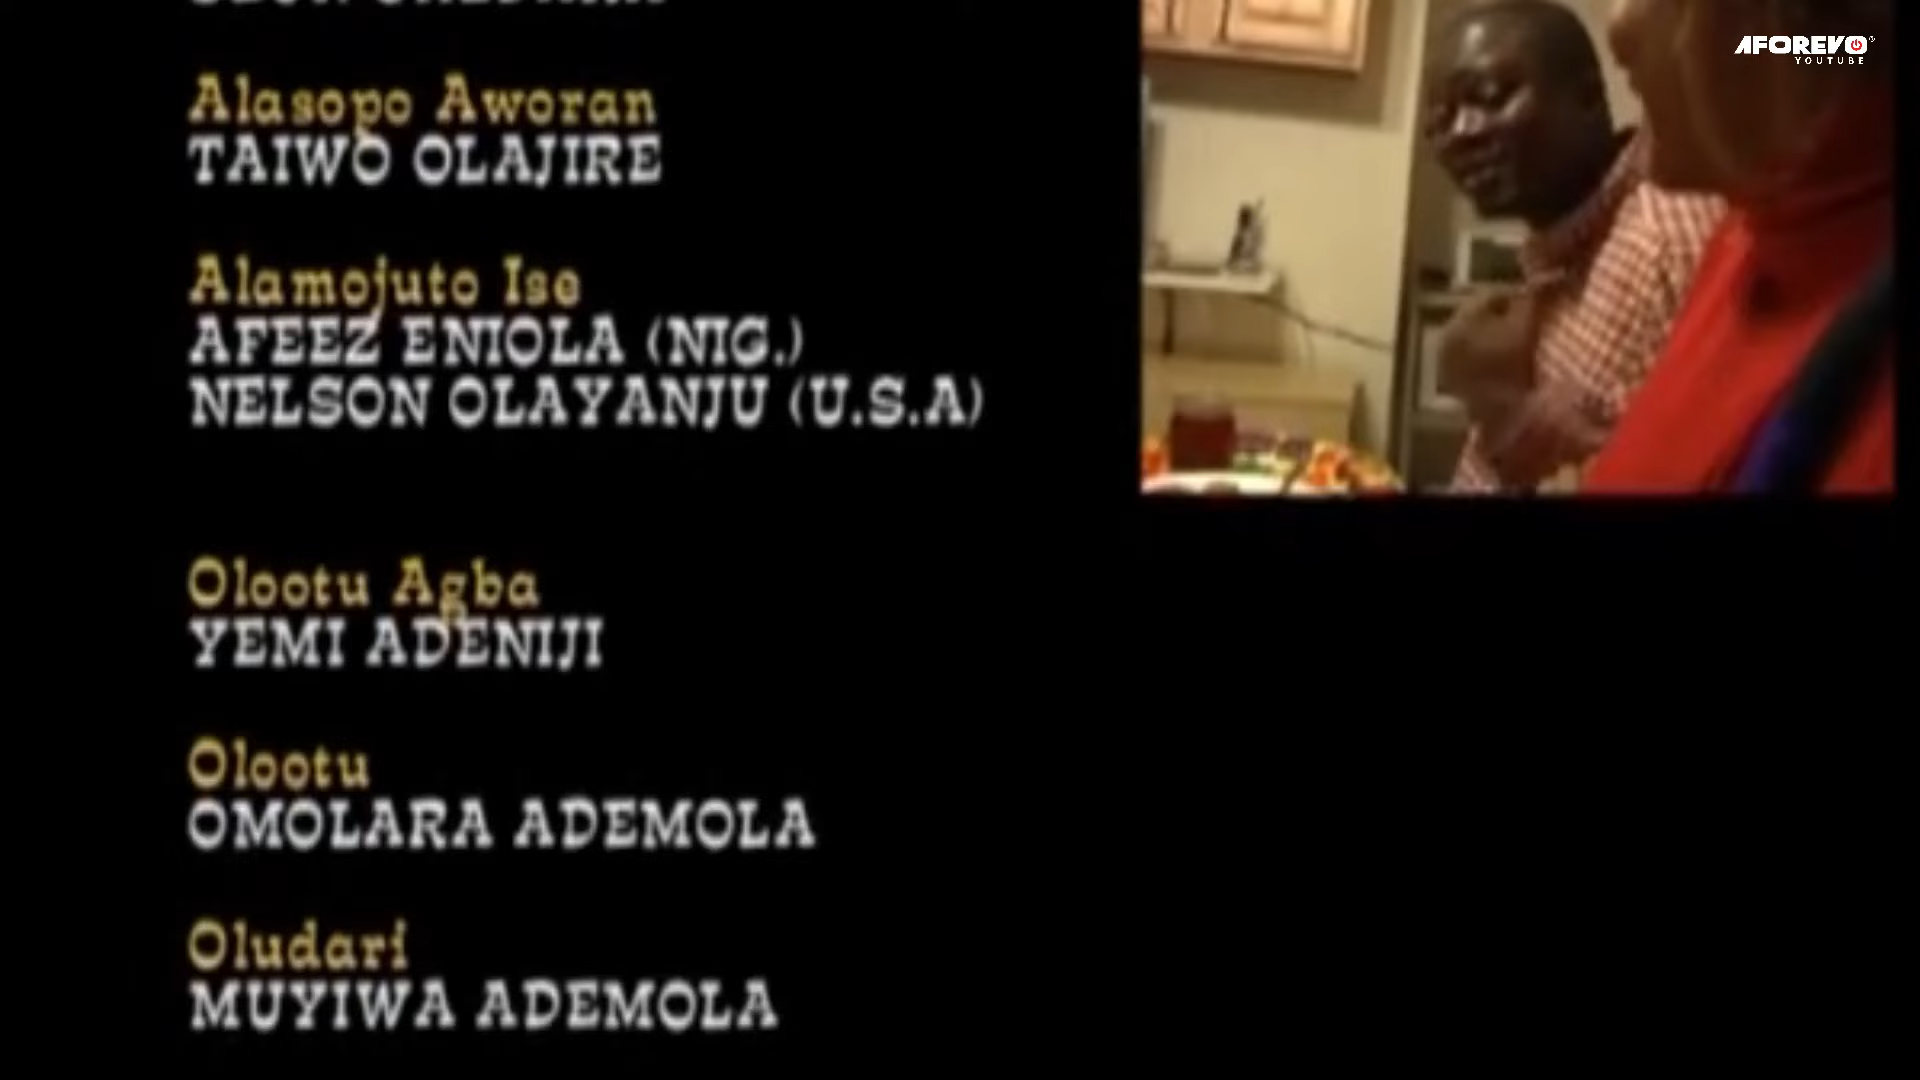 AFOREVO
YOUTUBE
Alasopo Aworan
TAIWO OLAJIRE
Alamojuto Ise
AFEEZ ENIOLA (NIG.)
NELSON OLAYANJU (U.S.A)
Olootu Agba
YEMI ADENIJI
Olootu
OMOLARA ADEMOLA
Oludari
MUYIWA ADEMOLA